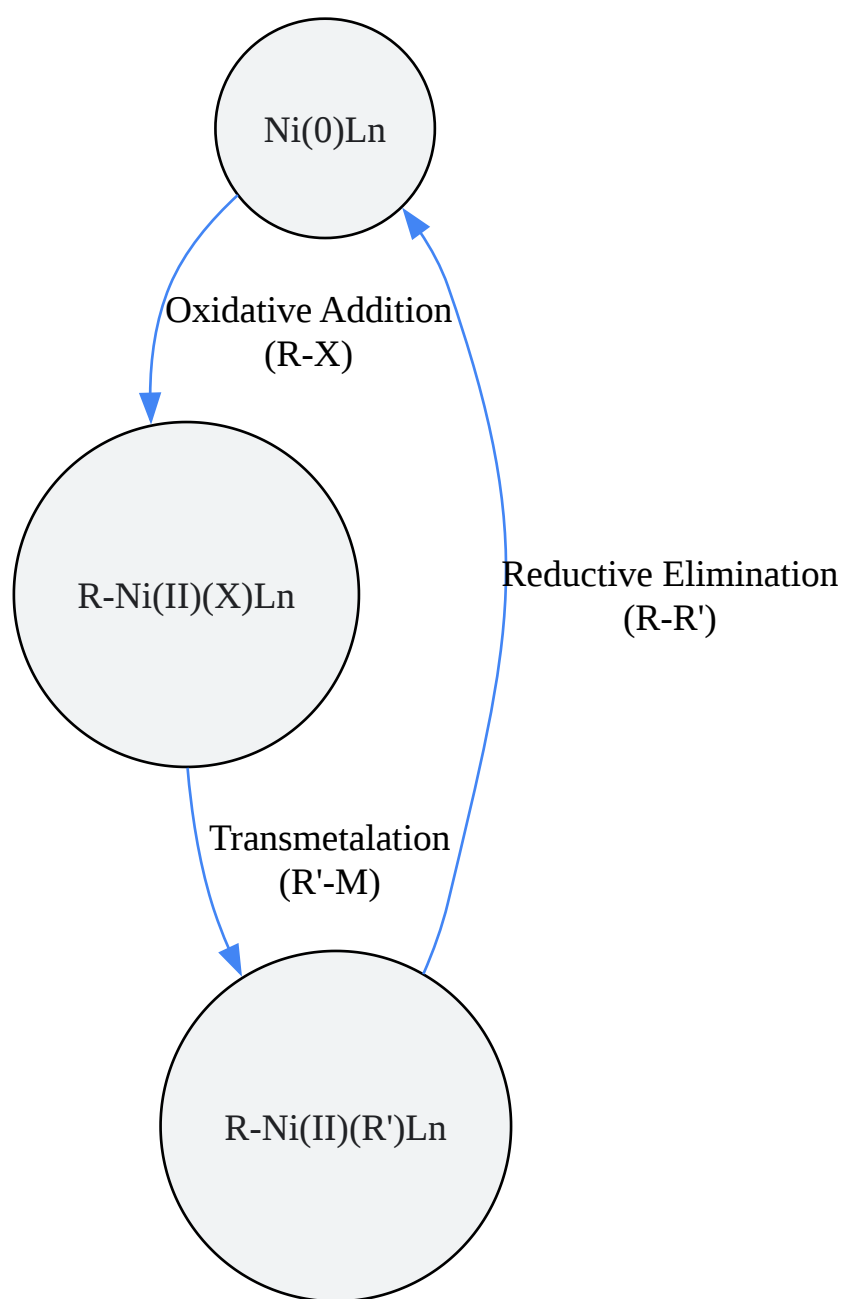 Ni(0)Ln
Oxidative Addition
(R-X)
R-Ni(II)(X)Ln
Reductive Elimination
(R-R')
Transmetalation
(R'-M)
R-Ni(II)(R')Ln